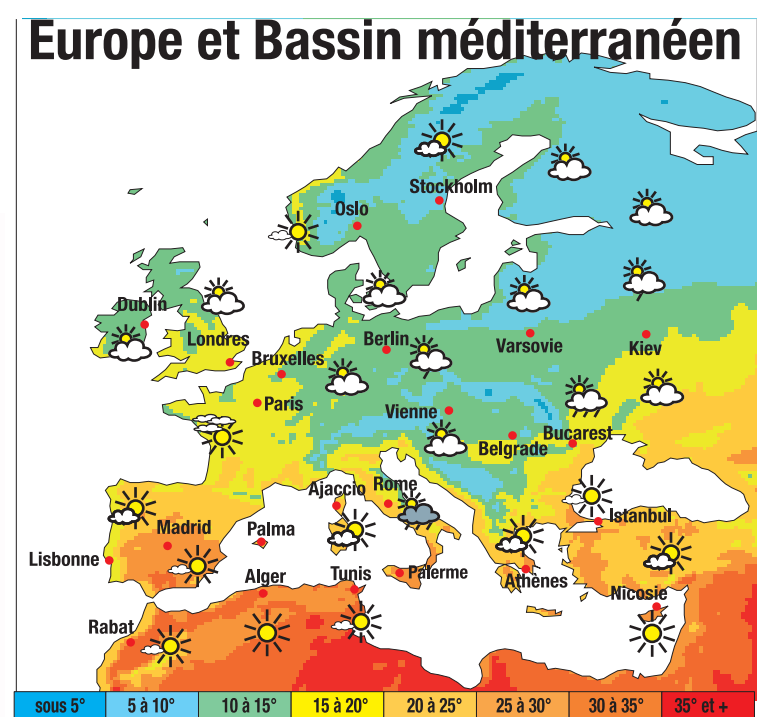 Europe et Bassin méditerranéen
Stockholm
Oslo
Dublin
Londres
Berlin
Varsovie
Kiev
Bruxelles
Paris
Vienne
Belgrade
Bucarest
Ajaccio
Rome
Madrid
Palma
Istanbul
Lisbonne
Alger
Tunis
Palerme
Athènes
Nicosie
Rabat
sous 5° 5 à 10° 10 à 15° 15 à 20° 20 à 25° 25 à 30° 30 à 35° 35° et +